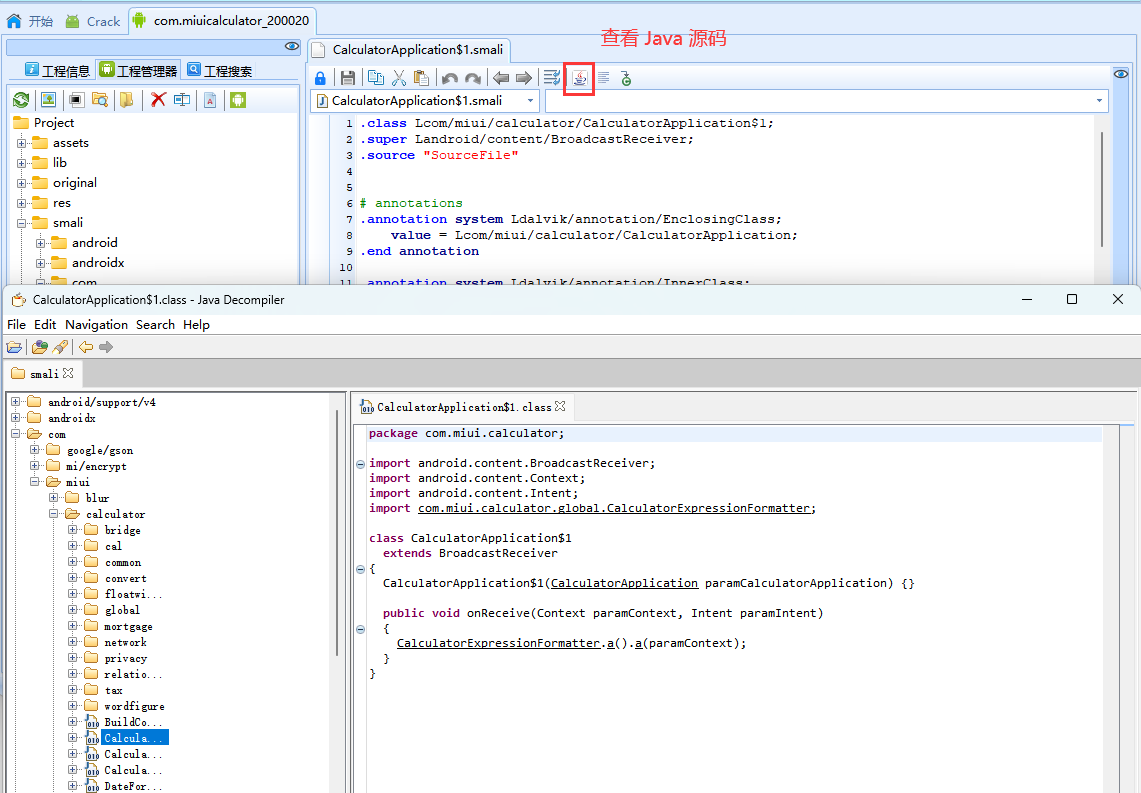 开始
Crack
com.miuicalculator_200020
查看 Java 源码
工程信息
工程管理器
工程搜索
Project
assets
lib
original
res
smali
android
androidx
com
CalculatorApplication$1.smali
CalculatorApplication$1.smali
1 .class Lcom/miui/calculator/CalculatorApplication$1;
2 .super Landroid/content/BroadcastReceiver;
3 .source "SourceFile"
4
5
6 # annotations
7 .annotation system Ldalvik/annotation/EnclosingClass;
8 value = Lcom/miui/calculator/CalculatorApplication;
9 .end annotation
10
11 .annotation system Ldalvik/annotation/InnerClass;
CalculatorApplication$1.class - Java Decompiler
File Edit Navigation Search Help
smali
android/support/v4
androidx
com
google/gson
mi/encrypt
miui
blur
calculator
bridge
cal
common
convert
floatwi...
global
mortgage
network
privacy
relatio...
tax
wordfigure
BuildCo...
Calcula...
Calcula...
Calcula...
DateFor...
CalculatorApplication$1.class
package com.miui.calculator;
import android.content.BroadcastReceiver;
import android.content.Context;
import android.content.Intent;
import com.miui.calculator.global.CalculatorExpressionFormatter;
class CalculatorApplication$1
extends BroadcastReceiver
{
CalculatorApplication$1(CalculatorApplication paramCalculatorApplication) {}
public void onReceive(Context paramContext, Intent paramIntent)
{
CalculatorExpressionFormatter.a().a(paramContext);
}
}